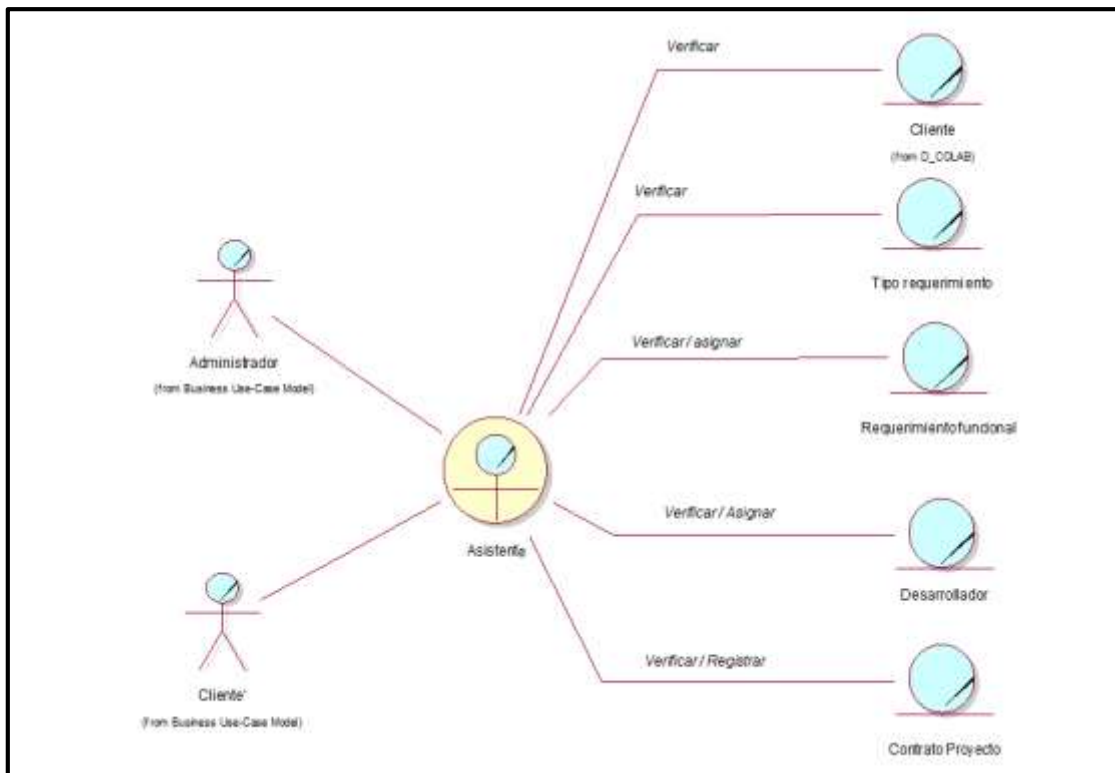 Verificar
Cliente
(from D_COLAB)
Verificar
Tipo requerimiento
Verificar / asignar
Requerimiento funcional
Administrador
(from Business Use-Case Model)
Asistente
Verificar / Asignar
Desarrollador
Cliente'
(from Business Use-Case Model)
Verificar / Registrar
Contrato Proyecto